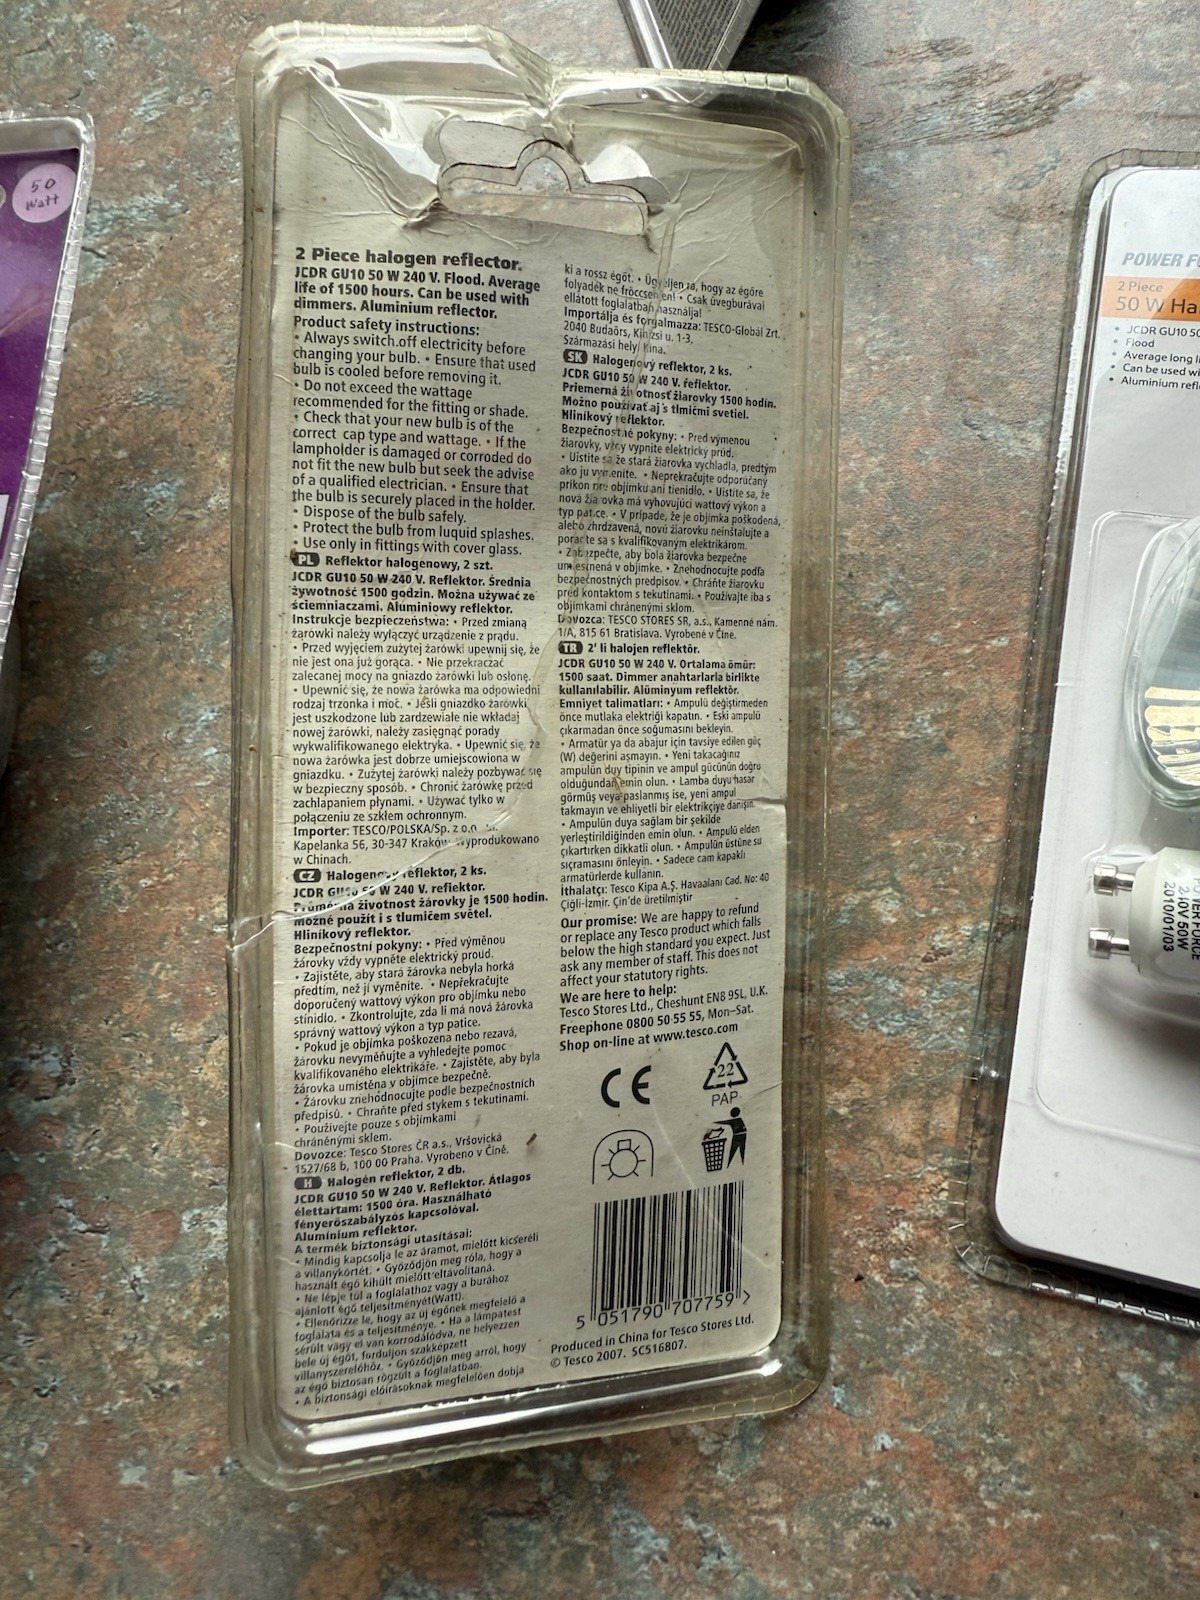 50
Watt
2 Piece halogen reflector.
JCDR GU10 50 W 240 V. Flood. Average
life of 1500 hours. Can be used with
dimmers. Aluminium reflector.
Product safety instructions:
• Always switch.off electricity before
changing your bulb. • Ensure that used
bulb is cooled before removing it.
• Do not exceed the wattage
recommended for the fitting or shade.
• Check that your new bulb is of the
correct cap type and wattage. • If the
lampholder is damaged or corroded do
not fit the new bulb but seek the advise
of a qualified electrician. • Ensure that
the bulb is securely placed in the holder.
• Dispose of the bulb safely.
• Protect the bulb from luquid splashes.
• Use only in fittings with cover glass.
PL Reflektor halogenowy, 2 szt.
JCDR GU10 50 W 240 V. Reflektor. Średnia
żywotność 1500 godzin. Można używać ze
ściemniaczami. Aluminiowy reflektor.
Instrukcje bezpieczeństwa: • Przed zmianą
żarówki należy wyłączyć urządzenie z prądu.
• Przed wyjęciem zużytej żarówki upewnij się, że
nie jest ona już gorąca. • Nie przekraczać
zalecanej mocy na gniazdo żarówki lub osłonę.
• Upewnić się, że nowa żarówka ma odpowiedni
rodzaj trzonka i moc. • Jeśli gniazdko żarówki
jest uszkodzone lub zardzewiałe nie wkładaj
nowej żarówki, należy zasięgnąć porady
wykwalifikowanego elektryka. • Upewnić się, że
nowa żarówka jest dobrze umiejscowiona w
gniazdku. • Zużytej żarówki należy pozbywać się
w bezpieczny sposób. • Chronić żarówkę przed
zachlapaniem płynami. • Używać tylko w
połączeniu ze szkłem ochronnym.
Importer: TESCO/POLSKA/Sp. z o.o. ul.
Kapelanka 56, 30-347 Kraków. Wyprodukowano
w Chinach.
CZ Halogenový reflektor, 2 ks.
JCDR GU10 50 W 240 V. reflektor.
Průměrná životnost žárovky je 1500 hodin.
Možné použít i s tlumičem světel.
Hliníkový reflektor.
Bezpečnostní pokyny: • Před výměnou
žárovky vždy vypněte elektrický proud.
• Zajistěte, aby stará žárovka nebyla horká
předtím, než jí vyměníte. • Nepřekračujte
doporučený wattový výkon pro objímku nebo
stínidlo. • Zkontrolujte, zda li má nová žárovka
správný wattový výkon a typ patice.
• Pokud je objímka poškozena nebo rezavá,
žárovku nevyměňujte a vyhledejte pomoc
kvalifikovaného elektrikáře. • Zajistěte, aby byla
žárovka umístěna v objímce bezpečně.
• Žárovku znehodnocujte podle bezpečnostních
předpisů. • Chraňte před stykem s tekutinami.
• Používejte pouze s objímkami
chráněnými sklem.
Dovozce: Tesco Stores ČR a.s., Vršovická
1527/68 b, 100 00 Praha. Vyrobeno v Číně.
H Halogén reflektor, 2 db.
JCDR GU10 50 W 240 V. Reflektor. Átlagos
élettartam: 1500 óra. Használható
fényerőszabályzós kapcsolóval.
Alumínium reflektor.
A termék biztonsági utasításai:
• Mindig kapcsolja le az áramot, mielőtt kicseréli
a villanykörtét. • Győződjön meg róla, hogy a
használt égő kihűlt mielőtt eltávolítaná.
• Ne lépje túl a foglalathoz vagy a burához
ajánlott égő teljesítményét(Watt).
• Ellenőrizze le, hogy az új égőnek megfelelő a
foglalata és a teljesítménye. • Ha a lámpatest
sérült vagy el van korrodálódva, ne helyezzen
bele új égőt, forduljon szakképzett
villanyszerelőhöz. • Győződjön meg arról, hogy
az égő biztosan rögzült a foglalatban.
• A biztonsági előírásoknak megfelelően dobja
ki a rossz égőt. • Ügyeljen rá, hogy az égőre
folyadék ne fröccsenjen! • Csak üvegburával
ellátott foglalatban használja!
Importálja és forgalmazza: TESCO-Globál Zrt.
2040 Budaörs, Kinizsi u. 1-3.
Származási hely: Kína.
SK Halogenový reflektor, 2 ks.
JCDR GU10 50 W 240 V. reflektor.
Priemerná životnosť žiarovky 1500 hodín.
Možno používať aj s tlmičmi svetiel.
Hliníkový reflektor.
Bezpečnostné pokyny: • Pred výmenou
žiarovky, vždy vypnite elektrický prúd.
• Uistite sa že stará žiarovka vychladla, predtým
ako ju vymeníte. • Neprekračujte odporúčaný
príkon pre objímku ani tienidlo. • Uistite sa, že
nová žiarovka má vyhovujúci wattový výkon a
typ patice. • V prípade, že je objímka poškodená,
alebo zhrdzavená, novú žiarovku neinštalujte a
poraďte sa s kvalifikovaným elektrikárom.
• Zabezpečte, aby bola žiarovka bezpečne
umiestnená v objímke. • Znehodnocujte podľa
bezpečnostných predpisov. • Chráňte žiarovku
pred kontaktom s tekutinami. • Používajte iba s
objímkami chránenými sklom.
Dovozca: TESCO STORES SR, a.s., Kamenné nám.
1/A, 815 61 Bratislava. Vyrobené v Číne.
TR 2' li halojen reflektör.
JCDR GU10 50 W 240 V. Ortalama ömür:
1500 saat. Dimmer anahtarlarla birlikte
kullanılabilir. Alüminyum reflektör.
Emniyet talimatları: • Ampulü değiştirmeden
önce mutlaka elektriği kapatın. • Eski ampulü
çıkarmadan önce soğumasını bekleyin.
• Armatür ya da abajur için tavsiye edilen güç
(W) değerini aşmayın. • Yeni takacağınız
ampulün duy tipinin ve ampul gücünün doğru
olduğundan emin olun. • Lamba duyu hasar
görmüş veya paslanmış ise, yeni ampul
takmayın ve ehliyetli bir elektrikçiye danışın.
• Ampulün duya sağlam bir şekilde
yerleştirildiğinden emin olun. • Ampulü elden
çıkartırken dikkatli olun. • Ampulün üstüne su
sıçramasını önleyin. • Sadece cam kapaklı
armatürlerde kullanın.
İthalatçı: Tesco Kipa A.Ş. Havaalanı Cad. No: 40
Çiğli-İzmir. Çin'de üretilmiştir
Our promise: We are happy to refund
or replace any Tesco product which falls
below the high standard you expect. Just
ask any member of staff. This does not
affect your statutory rights.
We are here to help:
Tesco Stores Ltd., Cheshunt EN8 9SL, U.K.
Freephone 0800 50 55 55, Mon–Sat.
Shop on-line at www.tesco.com
CE
22
PAP
5 051790 707759 >
Produced in China for Tesco Stores Ltd.
© Tesco 2007. SC516807.
POWER
2 Piece
50 W
• JCDR GU10
• Flood
• Average long
• Can be used
• Aluminium
POWER FORCE
240V 50W
2010/01/03